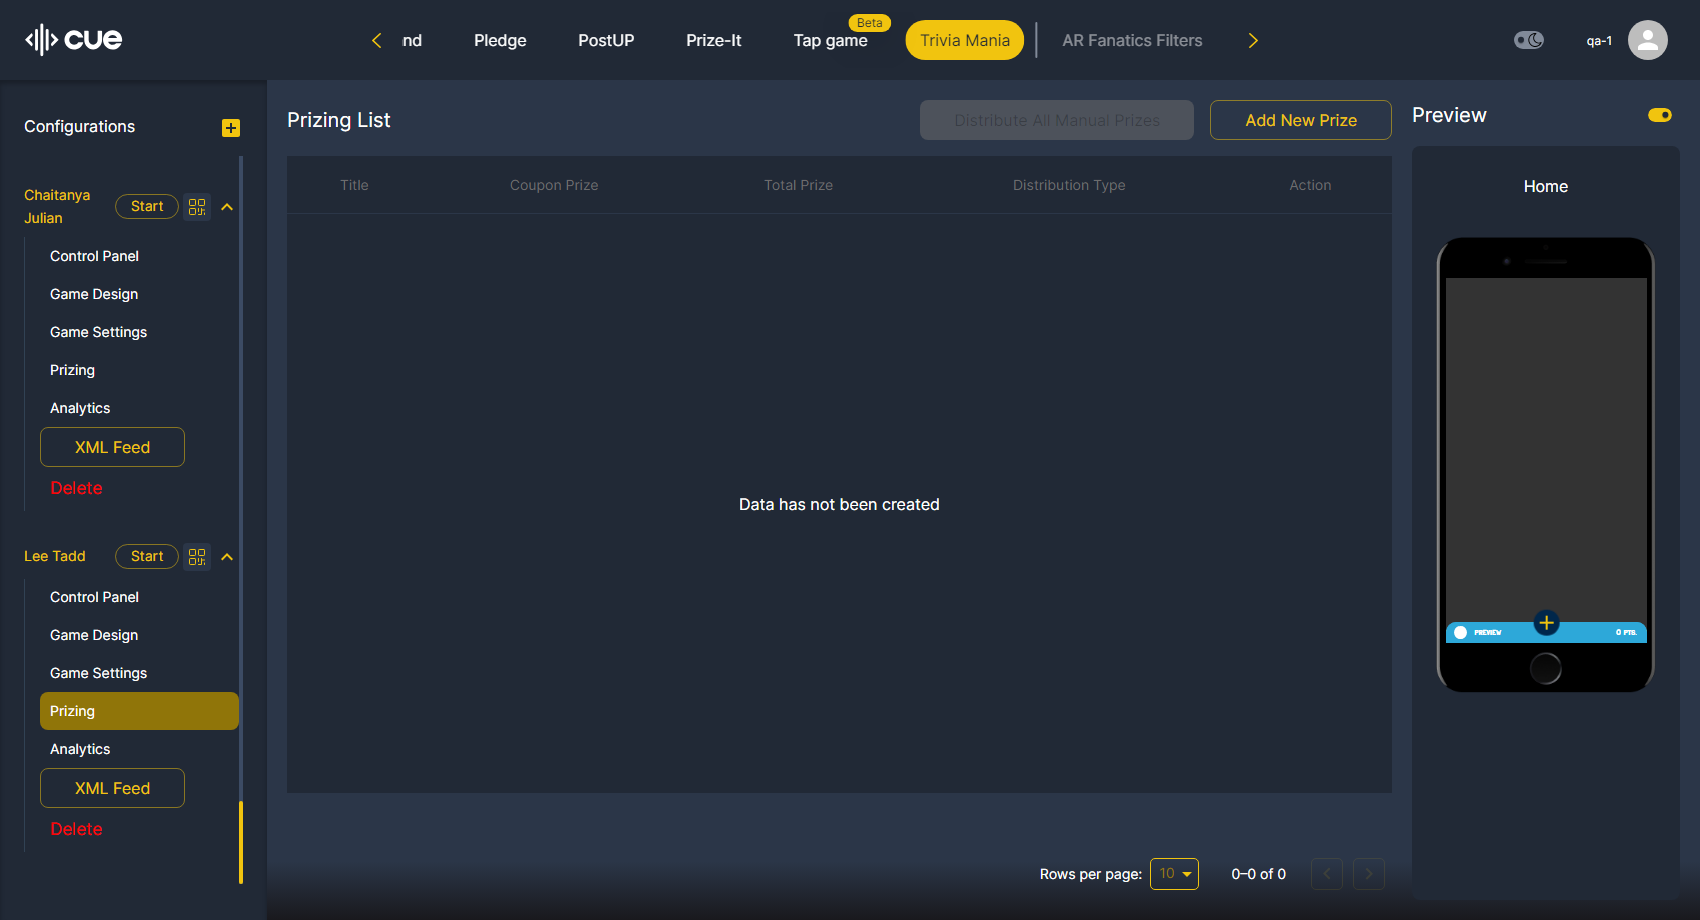 cue
nd
Pledge
PostUP
Prize-It
Tap game
Beta
Trivia Mania
AR Fanatics Filters
qa-1
Configurations
Chaitanya
Julian
Start
Control Panel
Game Design
Game Settings
Prizing
Analytics
XML Feed
Delete
Lee Tadd
Start
Control Panel
Game Design
Game Settings
Prizing
Analytics
XML Feed
Delete
Prizing List
Distribute All Manual Prizes
Add New Prize
Title
Coupon Prize
Total Prize
Distribution Type
Action
Data has not been created
Rows per page:
10
0–0 of 0
Preview
Home
PREVIEW
0 PTS.